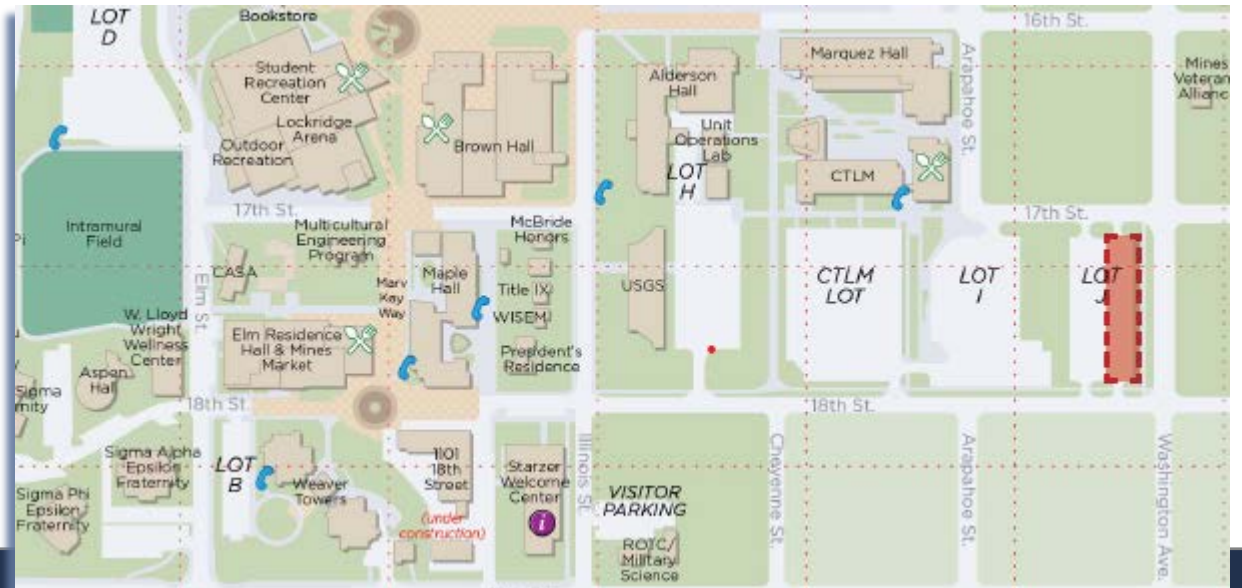 LOT
D
Bookstore
16th St.
Student
Recreation
Center
Lockridge
Arena
Outdoor
Recreation
Brown Hall
Alderson
Hall
Unit
Operations
Lab
LOT
H
Marquez Hall
CTLM
Arapahoe St.
Mines
Veteran
Alliance
Intramural
Field
17th St.
Multicultural
Engineering
Program
McBride
Honors
17th St.
CASA
Elm St.
Marv
Kay
Way
Maple
Hall
Title IX
WISEM
President's
Residence
USGS
CTLM
LOT
LOT
I
LOT
J
W. Lloyd
Wright
Wellness
Center
Aspen
Hall
Elm Residence
Hall & Mines
Market
Sigma
18th St.
18th St.
Sigma Alpha
Epsilon
Fraternity
LOT
B
Weaver
Towers
1101
18th
Street
(under
construction)
Starzer
Welcome
Center
i
Illinois St.
VISITOR
PARKING
ROTC/
Military
Science
Cheyenne St.
Arapahoe St.
Washington Ave.
Sigma Phi
Epsilon
Fraternity